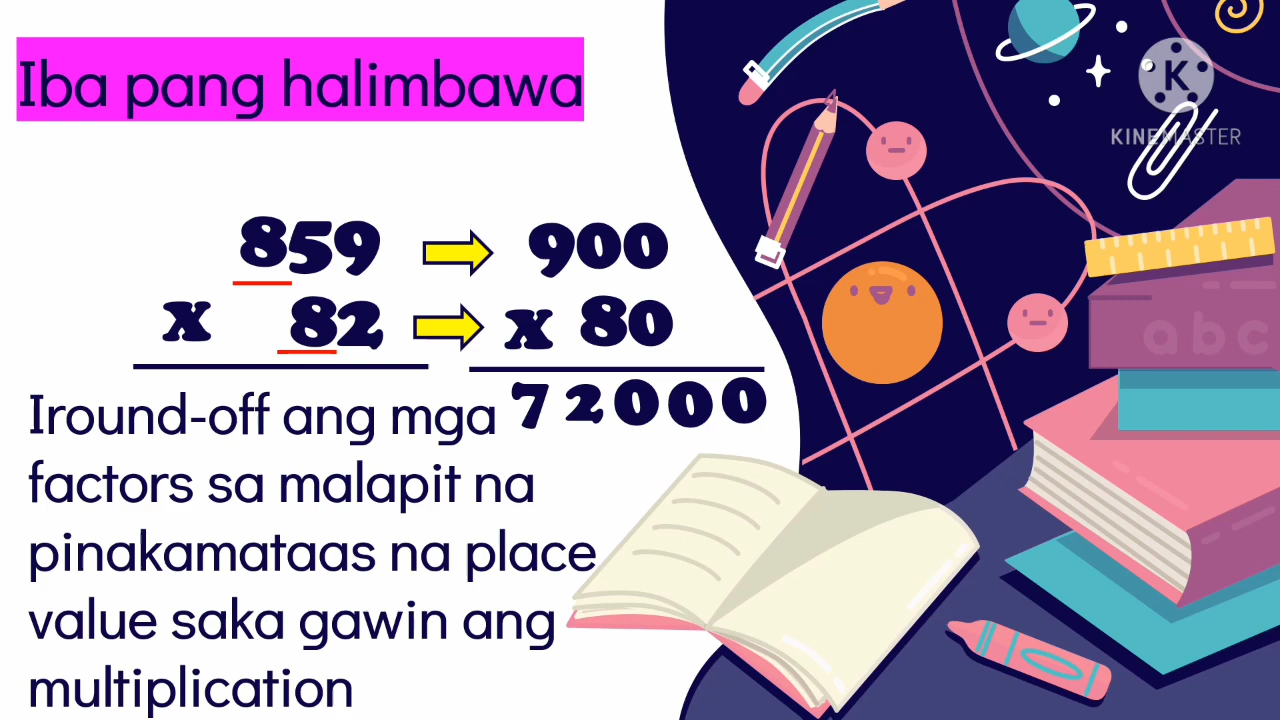 Iba pang halimbawa
859 900
x 82 x 80
72000
Iround-off ang mga
factors sa malapit na
pinakamataas na place
value saka gawin ang
multiplication
K
KINEMASTER
a b c